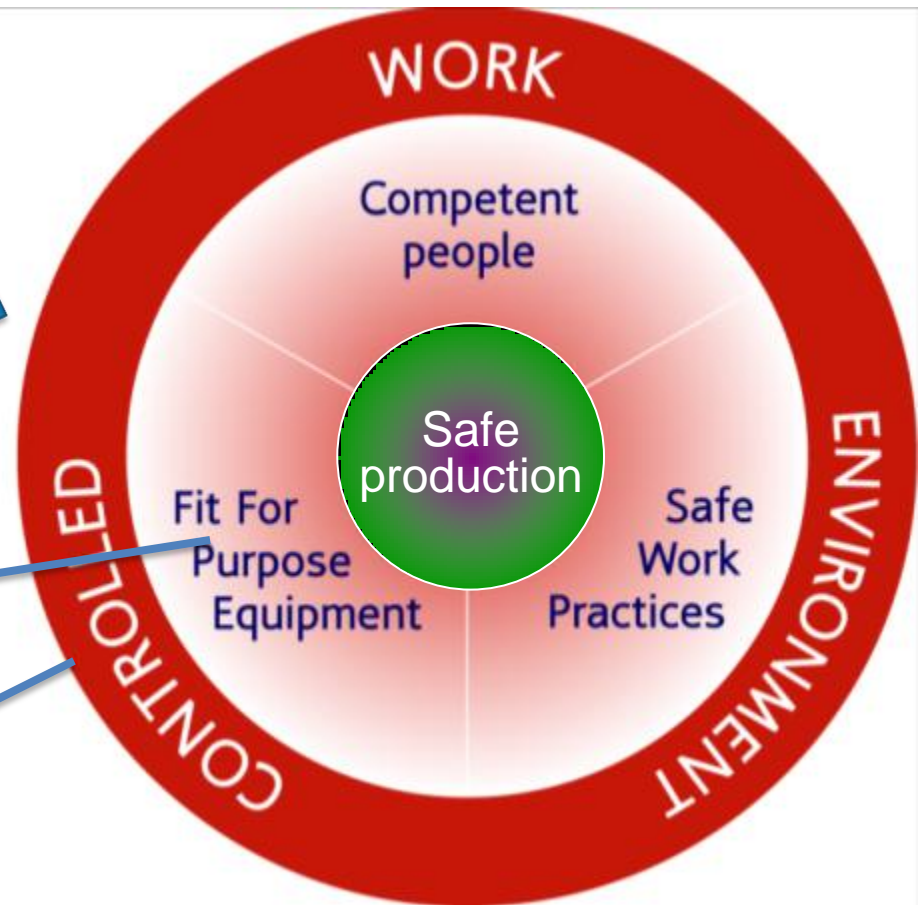 WORK
Competent
people
Safe
production
Fit For
Purpose
Equipment
Safe
Work
Practices
CONTROLLED
ENVIRONMENT